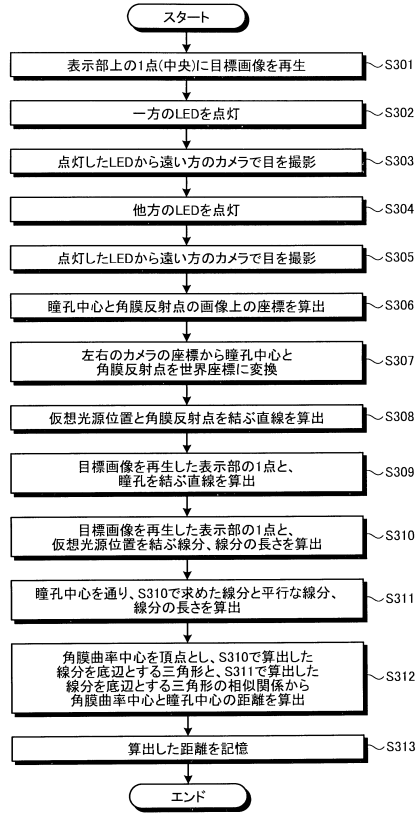 スタート
表示部上の1点(中央)に目標画像を再生
S301
一方のLEDを点灯
S302
点灯したLEDから遠い方のカメラで目を撮影
S303
他方のLEDを点灯
S304
点灯したLEDから遠い方のカメラで目を撮影
S305
瞳孔中心と角膜反射点の画像上の座標を算出
S306
左右のカメラの座標から瞳孔中心と
角膜反射点を世界座標に変換
S307
仮想光源位置と角膜反射点を結ぶ直線を算出
S308
目標画像を再生した表示部の1点と、
瞳孔を結ぶ直線を算出
S309
目標画像を再生した表示部の1点と、
仮想光源位置を結ぶ線分、線分の長さを算出
S310
瞳孔中心を通り、S310で求めた線分と平行な線分、
線分の長さを算出
S311
角膜曲率中心を頂点とし、S310で算出した
線分を底辺とする三角形と、S311で算出した
線分を底辺とする三角形の相似関係から
角膜曲率中心と瞳孔中心の距離を算出
S312
算出した距離を記憶
S313
エンド